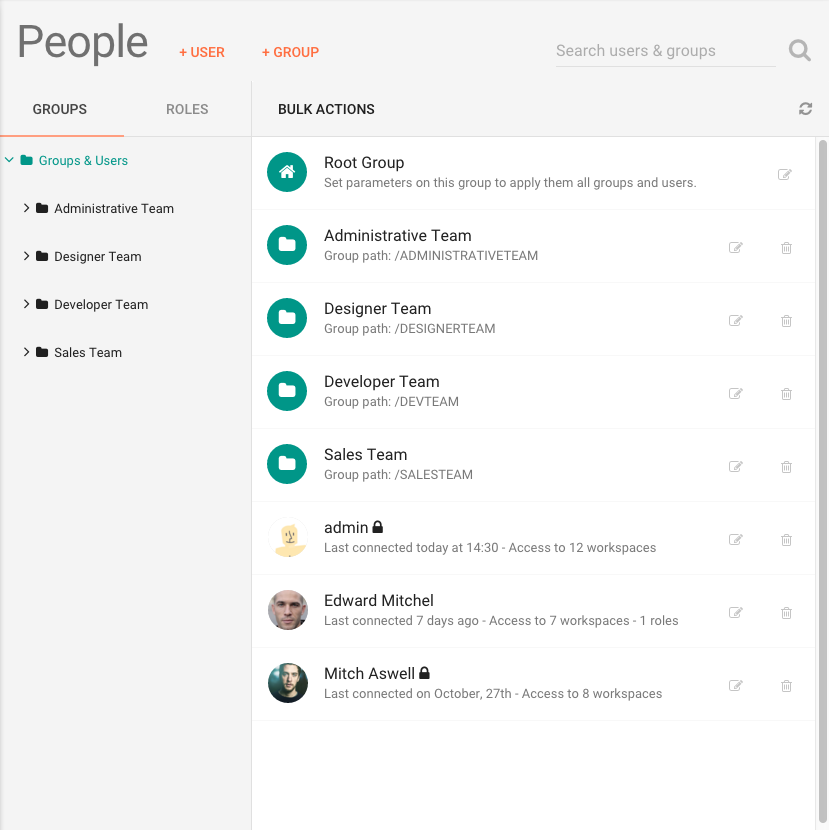 People
+ USER
+ GROUP
Search users & groups
GROUPS
ROLES
BULK ACTIONS
Groups & Users
Administrative Team
Designer Team
Developer Team
Sales Team
Root Group
Set parameters on this group to apply them all groups and users.
Administrative Team
Group path: /ADMINISTRATIVETEAM
Designer Team
Group path: /DESIGNERTEAM
Developer Team
Group path: /DEVTEAM
Sales Team
Group path: /SALESTEAM
admin
Last connected today at 14:30 - Access to 12 workspaces
Edward Mitchel
Last connected 7 days ago - Access to 7 workspaces - 1 roles
Mitch Aswell
Last connected on October, 27th - Access to 8 workspaces